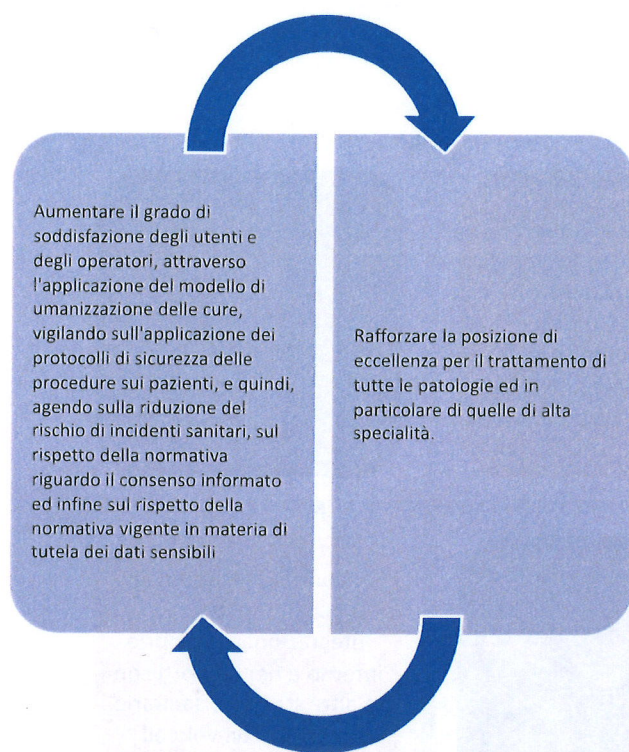 Aumentare il grado di
soddisfazione degli utenti e
degli operatori, attraverso
l'applicazione del modello di
umanizzazione delle cure,
vigilando sull'applicazione dei
protocolli di sicurezza delle
procedure sui pazienti, e quindi,
agendo sulla riduzione del
rischio di incidenti sanitari, sul
rispetto della normativa
riguardo il consenso informato
ed infine sul rispetto della
normativa vigente in materia di
tutela dei dati sensibili
Rafforzare la posizione di
eccellenza per il trattamento di
tutte le patologie ed in
particolare di quelle di alta
specialità.